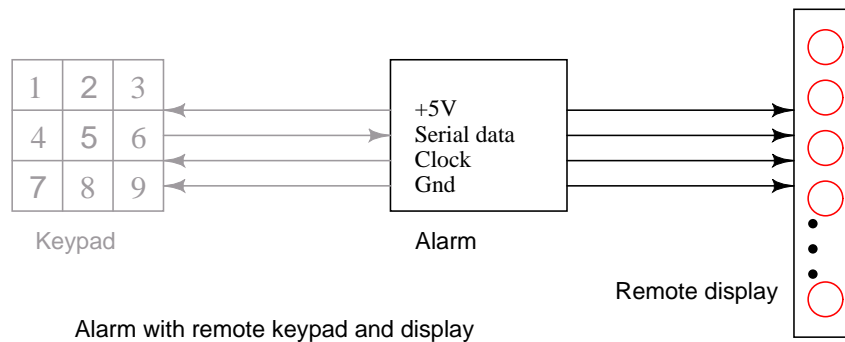 1 2 3
4 5 6
7 8 9
+5V
Serial data
Clock
Gnd
Keypad
Alarm
Remote display
Alarm with remote keypad and display